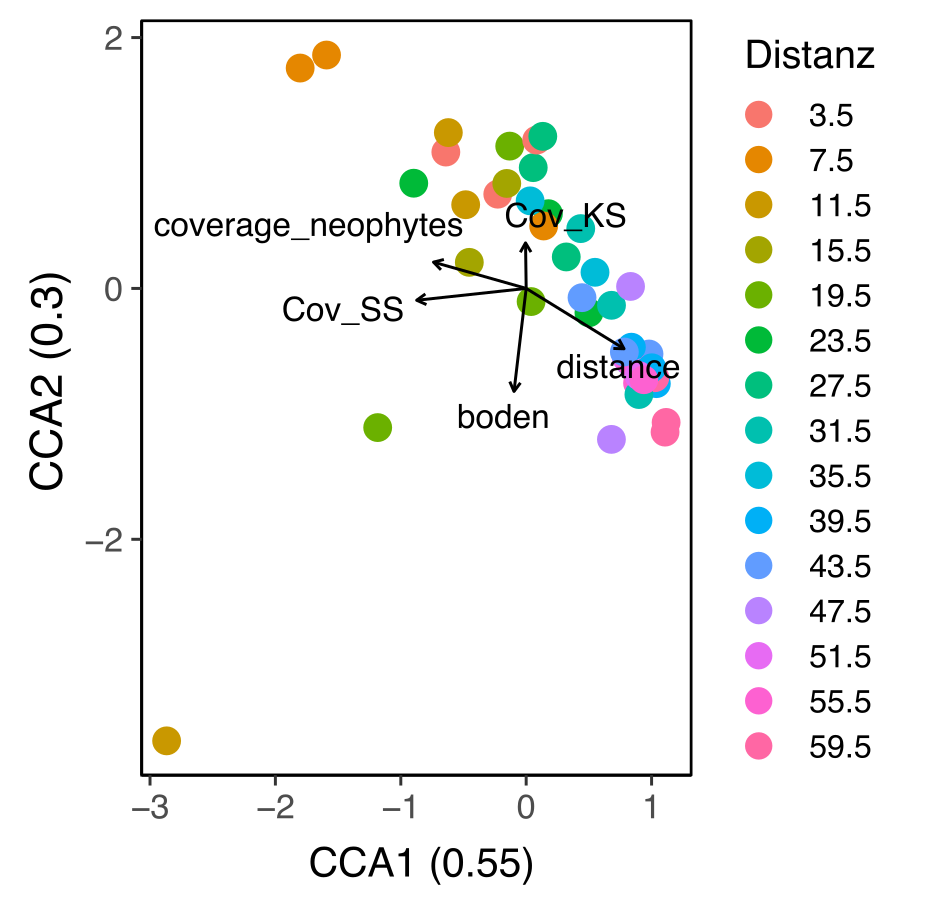 2
0
−2
CCA2 (0.3)
coverage_neophytes
Cov_KS
Cov_SS
distance
boden
−3
−2
−1
0
1
CCA1 (0.55)
Distanz
3.5
7.5
11.5
15.5
19.5
23.5
27.5
31.5
35.5
39.5
43.5
47.5
51.5
55.5
59.5